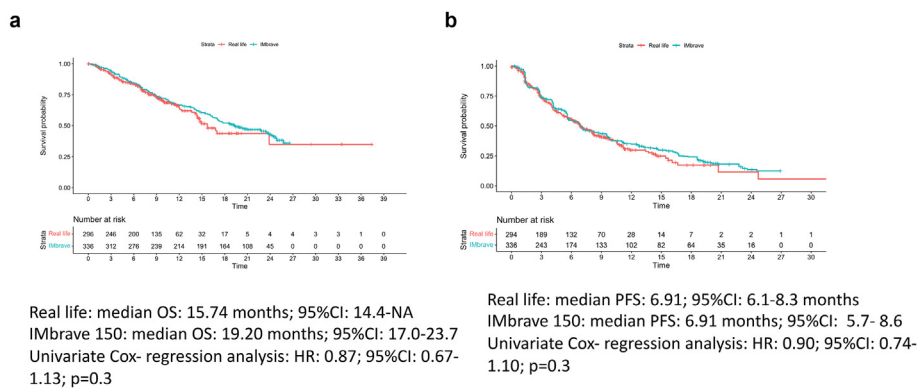 a
b
Strata Real life IMbrave
Strata Real life IMbrave
Survival probability
1.00
0.75
0.50
0.25
0.00
0 3 6 9 12 15 18 21 24 27 30 33 36 39
Time
Number at risk
Strata
Real life 296 246 200 135 62 32 17 5 4 4 3 3 1 0
IMbrave 336 312 276 239 214 191 164 108 45 0 0 0 0 0
0 3 6 9 12 15 18 21 24 27 30 33 36 39
Time
Survival probability
1.00
0.75
0.50
0.25
0.00
0 3 6 9 12 15 18 21 24 27 30
Time
Number at risk
Strata
Real life 294 189 132 70 28 14 7 2 2 1 1
IMbrave 336 243 174 133 102 82 64 35 16 0 0
0 3 6 9 12 15 18 21 24 27 30
Time
Real life: median OS: 15.74 months; 95%CI: 14.4-NA
IMbrave 150: median OS: 19.20 months; 95%CI: 17.0-23.7
Univariate Cox- regression analysis: HR: 0.87; 95%CI: 0.67-
1.13; p=0.3
Real life: median PFS: 6.91; 95%CI: 6.1-8.3 months
IMbrave 150: median PFS: 6.91 months; 95%CI: 5.7- 8.6
Univariate Cox- regression analysis: HR: 0.90; 95%CI: 0.74-
1.10; p=0.3